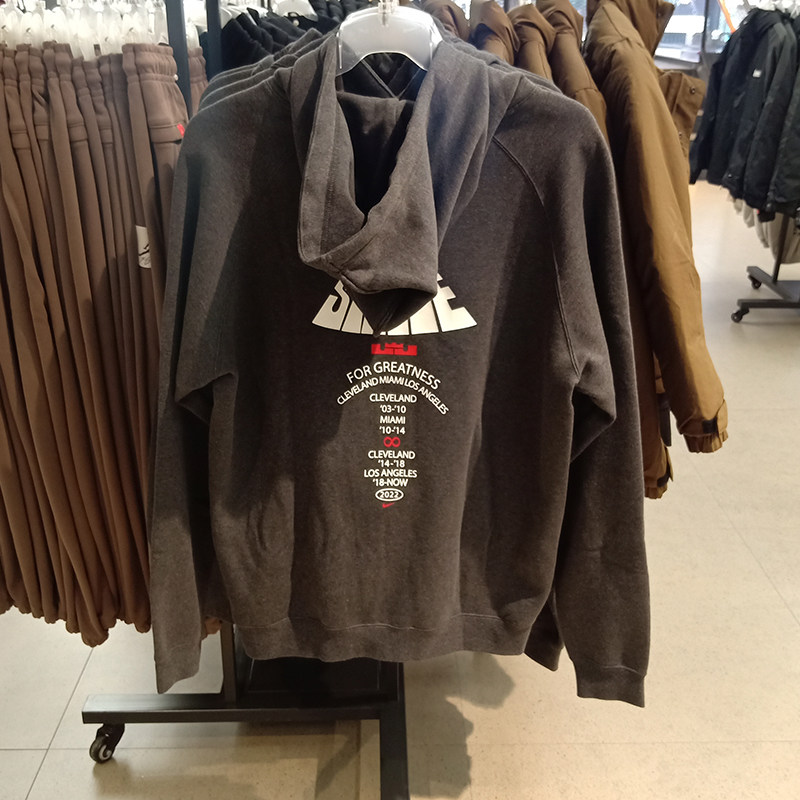 FOR GREATNESS
CLEVELAND MIAMI LOS ANGELES
CLEVELAND
'03-'10
MIAMI
'10-'14
CLEVELAND
'14-'18
LOS ANGELES
'18-NOW
2022